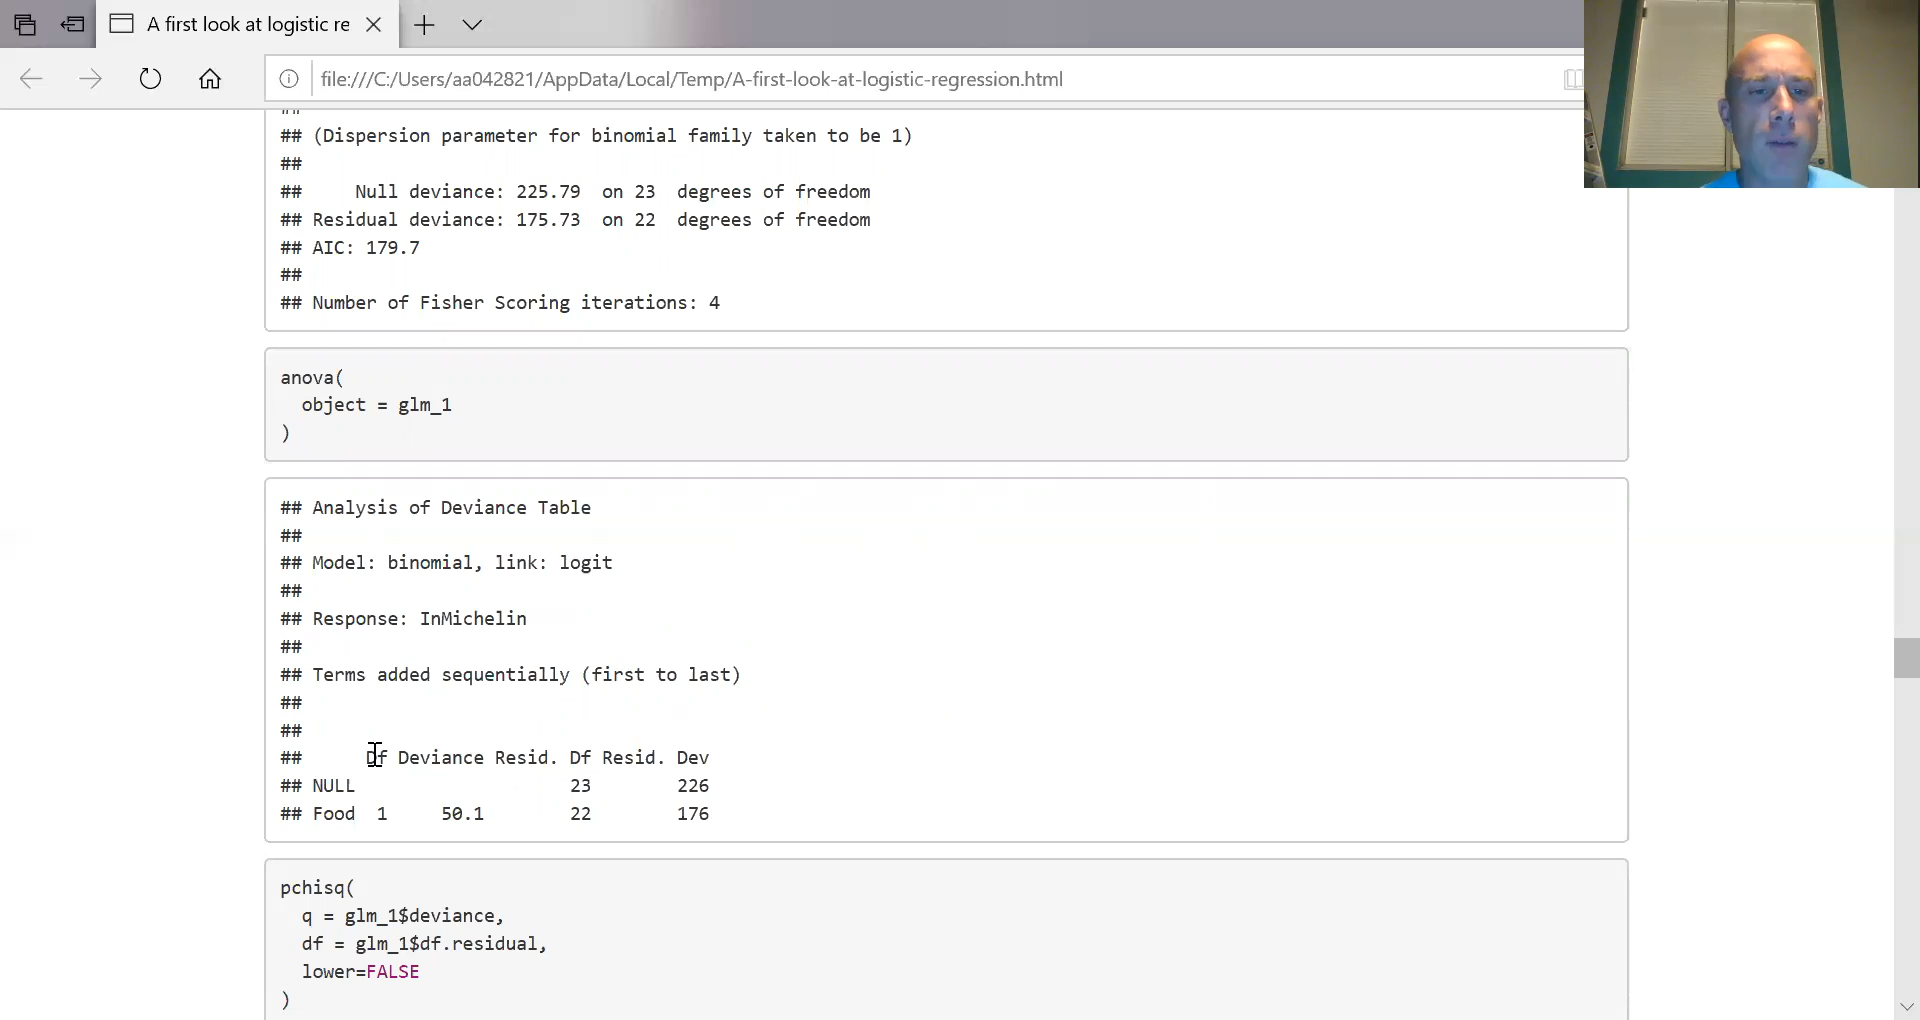 A first look at logistic re
file:///C:/Users/aa042821/AppData/Local/Temp/A-first-look-at-logistic-regression.html
##
## (Dispersion parameter for binomial family taken to be 1)
##
##     Null deviance: 225.79  on 23  degrees of freedom
## Residual deviance: 175.73  on 22  degrees of freedom
## AIC: 179.7
##
## Number of Fisher Scoring iterations: 4
anova(
  object = glm_1
)
## Analysis of Deviance Table
##
## Model: binomial, link: logit
##
## Response: InMichelin
##
## Terms added sequentially (first to last)
##
##
##      Df Deviance Resid. Df Resid. Dev
## NULL                    23        226
## Food  1     50.1        22        176
pchisq(
  q = glm_1$deviance,
  df = glm_1$df.residual,
  lower=FALSE
)